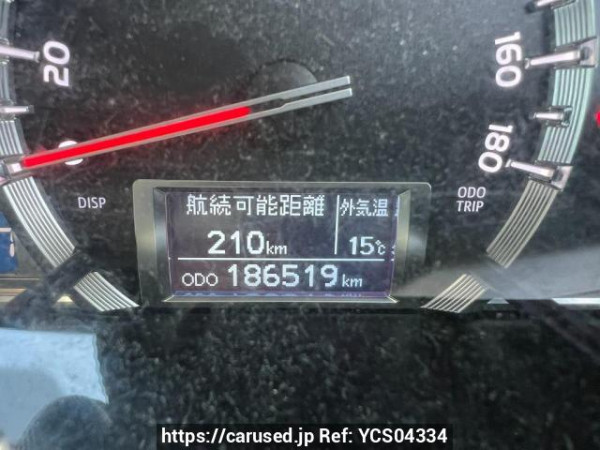 20
0
160
180
DISP
ODO
TRIP
航続可能距離 外気温
210km 15℃
ODO 186519km
https://carused.jp Ref: YCS04334